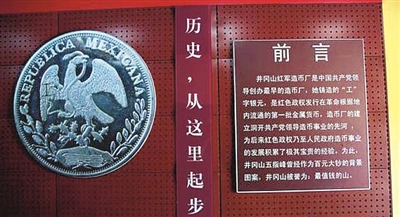 REPUBLICA MEXICANA
历史,从这里起步
前言
井冈山红军造币厂是中国共产党领
导创办最早的造币厂,她铸造的“工”
字银元,是红色政权发行在革命根据地
内流通的第一批金属货币,造币厂的
建立洞开共产党领导造币事业的先河,
为后来红色政权乃至人民政府造币事业
的发展积累了极其宝贵的经验,为此,
井冈山五指峰曾经作为百元大钞的背景
图案,井冈山被誉为:最值钱的山。